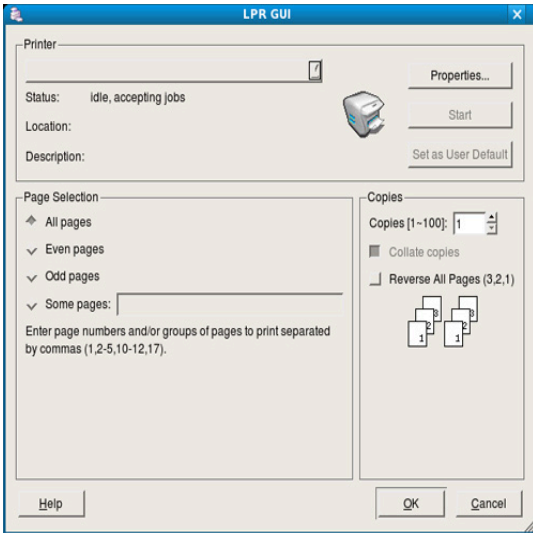 LPR GUI
Printer
Properties...
Status: idle, accepting jobs
Start
Location:
Description:
Set as User Default
Page Selection
All pages
Even pages
Odd pages
Some pages:
Enter page numbers and/or groups of pages to print separated
by commas (1,2-5,10-12,17).
Copies
Copies [1~100]: 1
Collate copies
Reverse All Pages (3,2,1)
3 3
2 2
1 1
Help
OK
Cancel